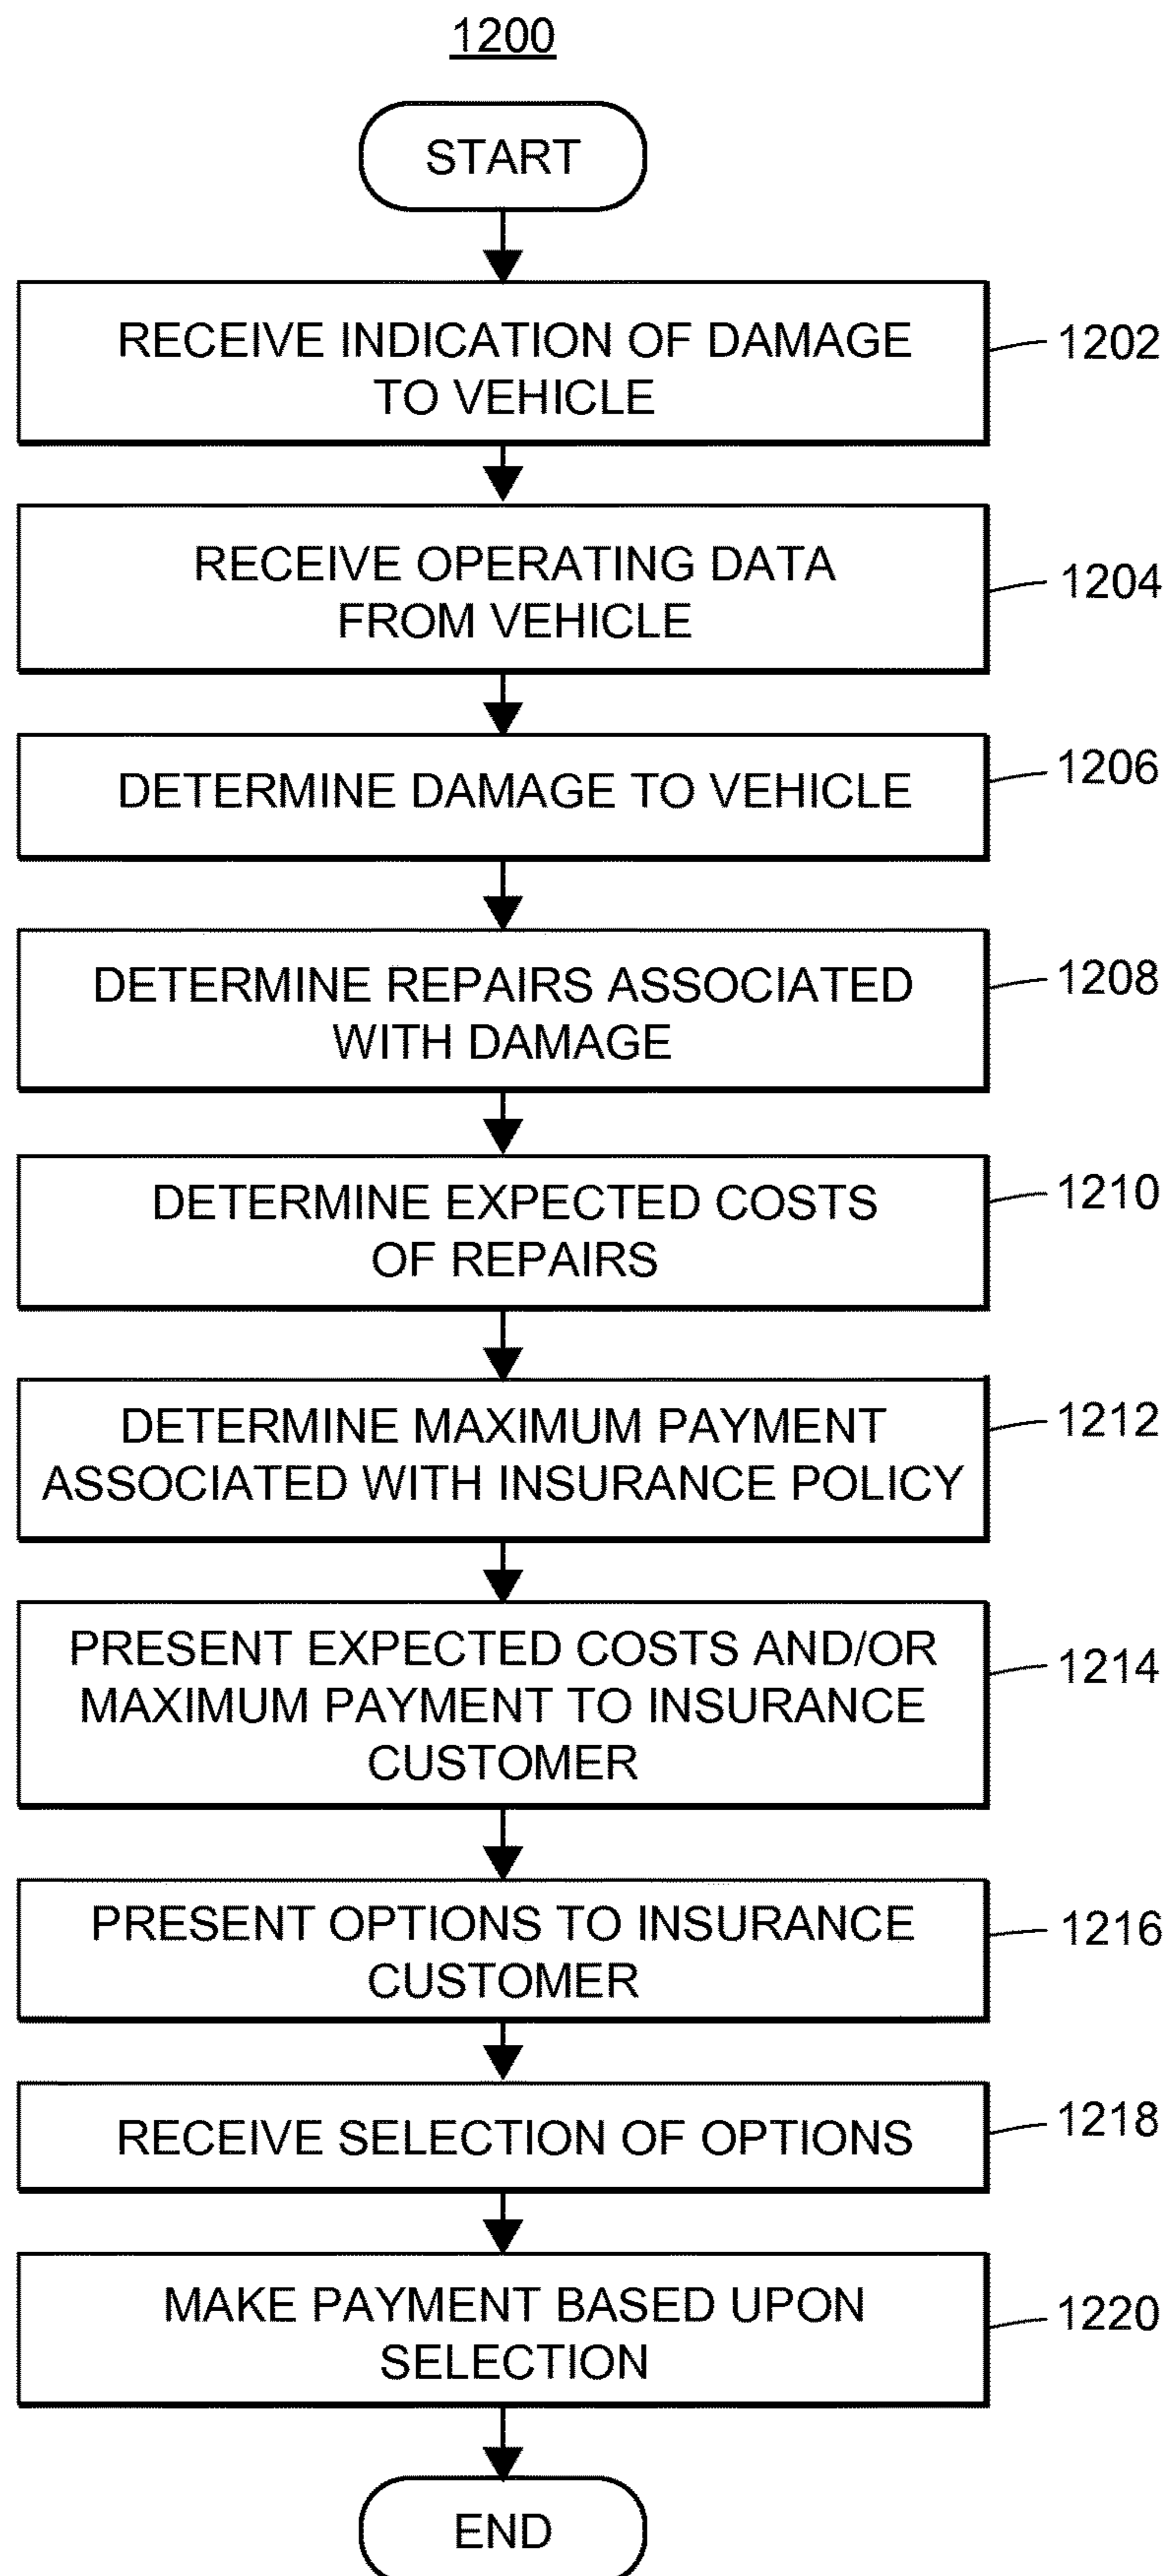 1200
START
RECEIVE INDICATION OF DAMAGE
TO VEHICLE
1202
RECEIVE OPERATING DATA
FROM VEHICLE
1204
DETERMINE DAMAGE TO VEHICLE
1206
DETERMINE REPAIRS ASSOCIATED
WITH DAMAGE
1208
DETERMINE EXPECTED COSTS
OF REPAIRS
1210
DETERMINE MAXIMUM PAYMENT
ASSOCIATED WITH INSURANCE POLICY
1212
PRESENT EXPECTED COSTS AND/OR
MAXIMUM PAYMENT TO INSURANCE
CUSTOMER
1214
PRESENT OPTIONS TO INSURANCE
CUSTOMER
1216
RECEIVE SELECTION OF OPTIONS
1218
MAKE PAYMENT BASED UPON
SELECTION
1220
END